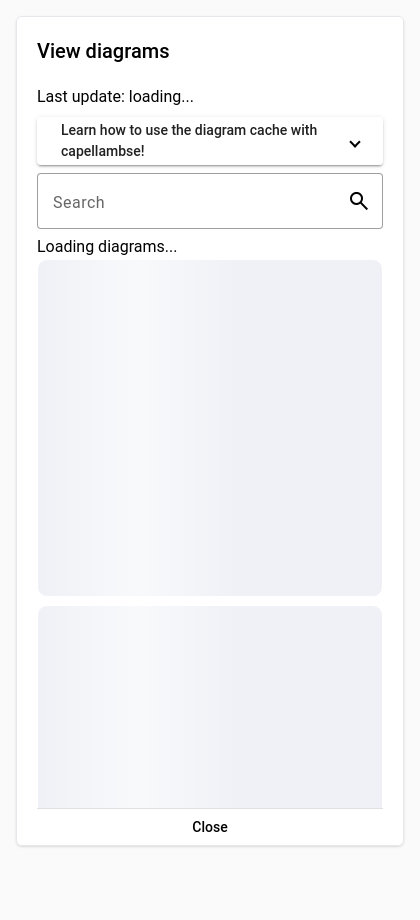 View diagrams
Last update: loading...
Learn how to use the diagram cache with
capellambse!
Search
Loading diagrams...
Close